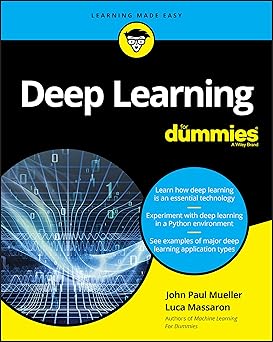 LEARNING MADE EASY
Deep Learning
for
dummies
A Wiley Brand
Learn how deep learning
is an essential technology
Experiment with deep learning
in a Python environment
See examples of major deep
learning application types
John Paul Mueller
Luca Massaron
Authors of Machine Learning
For Dummies